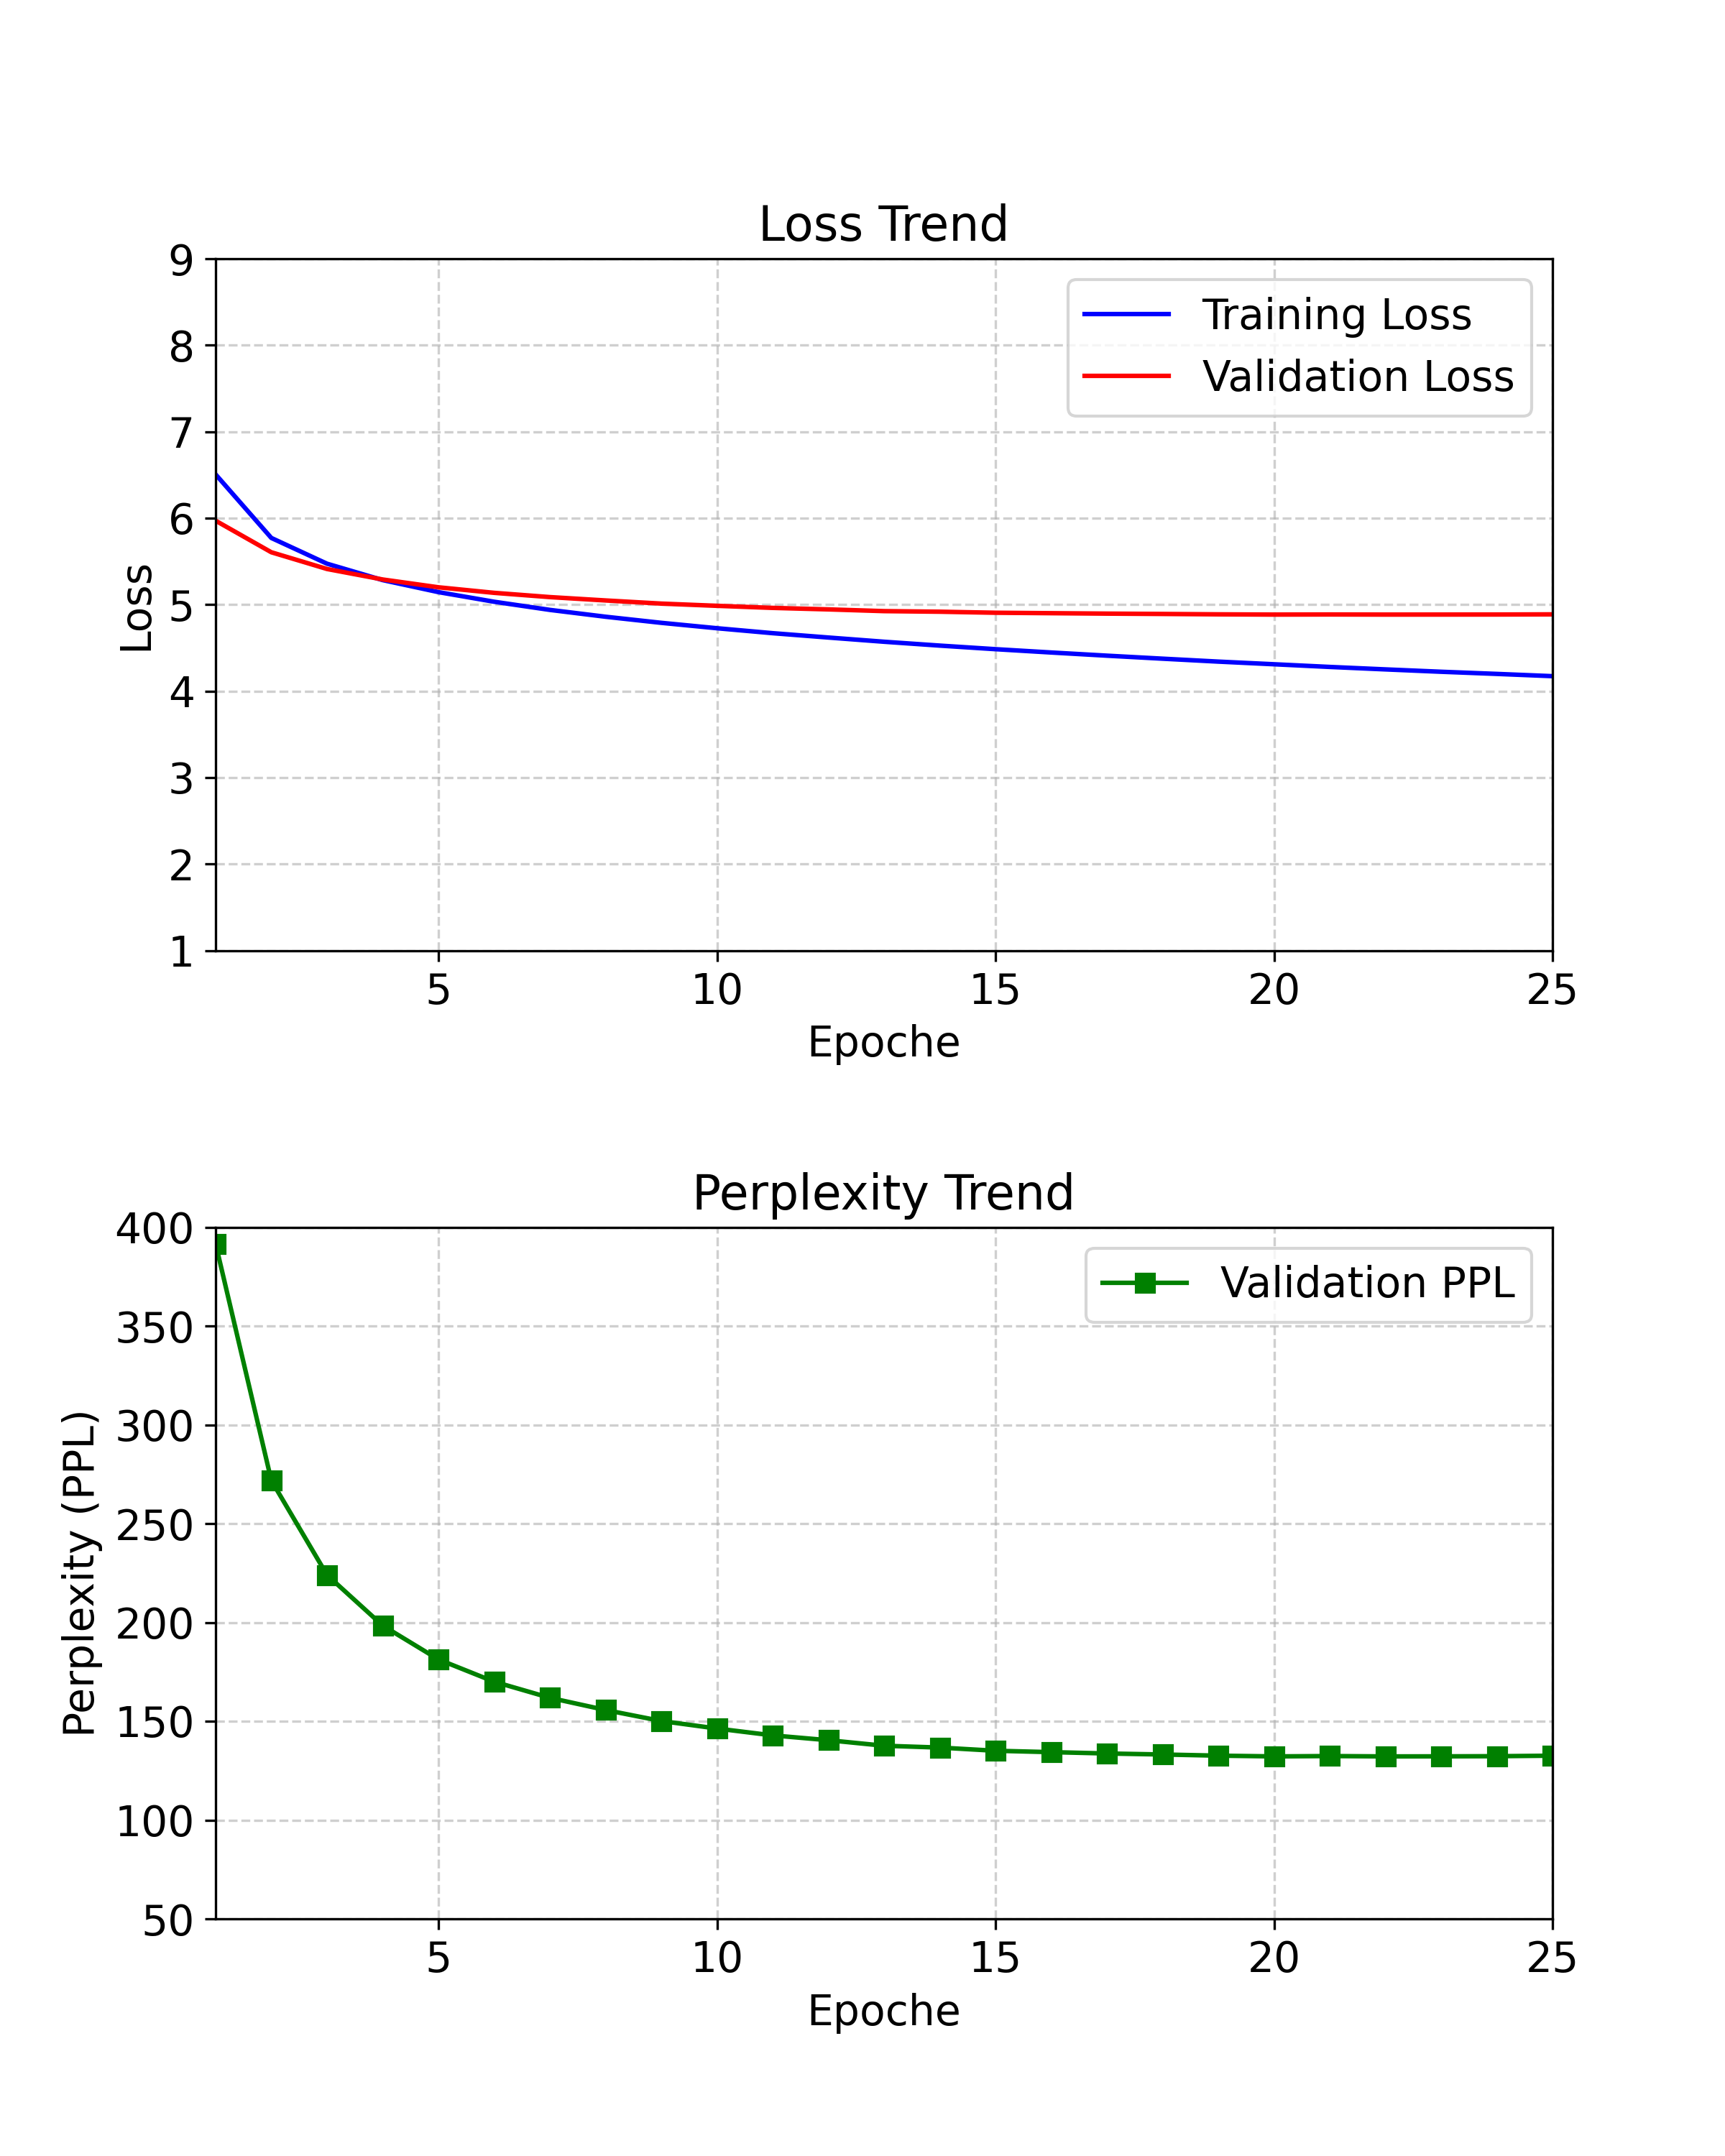 Loss Trend
9
8
7
6
5
4
3
2
1
Loss
Training Loss
Validation Loss
5 10 15 20 25
Epoche
Perplexity Trend
400
350
300
250
200
150
100
50
Perplexity (PPL)
Validation PPL
5 10 15 20 25
Epoche